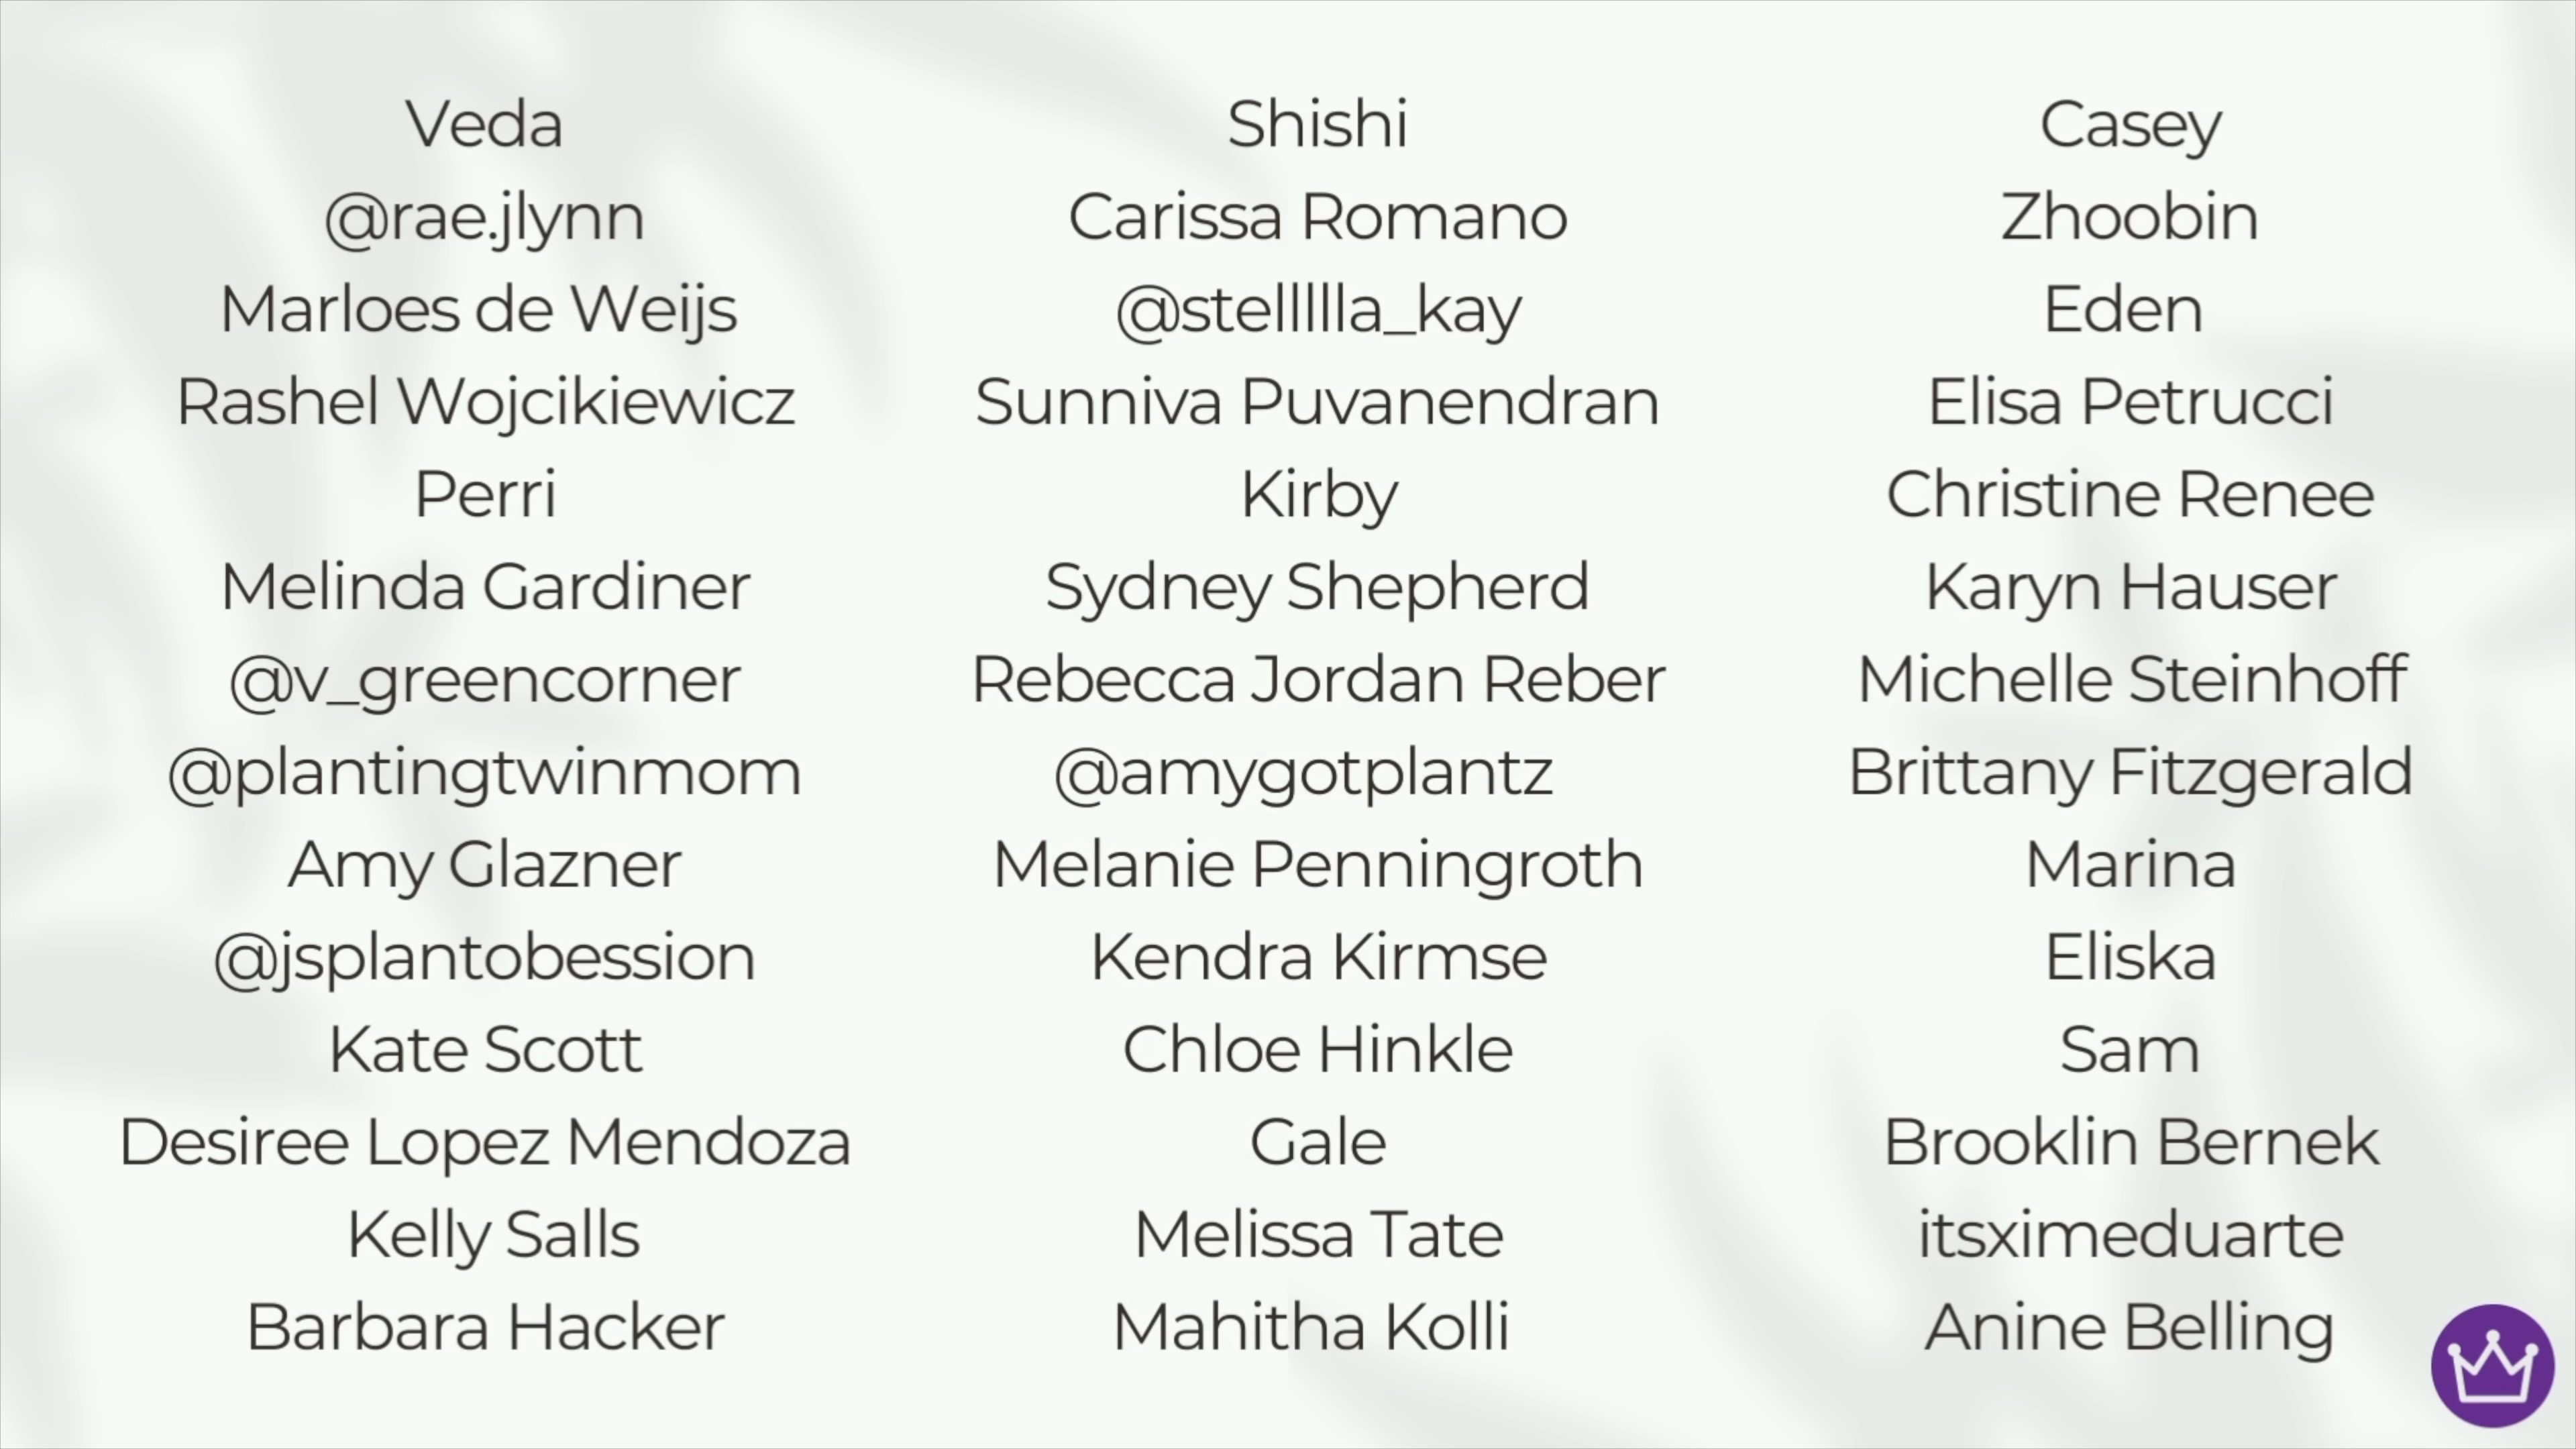 Veda
@rae.jlynn
Marloes de Weijs
Rashel Wojcikiewicz
Perri
Melinda Gardiner
@v_greencorner
@plantingtwinmom
Amy Glazner
@jsplantobession
Kate Scott
Desiree Lopez Mendoza
Kelly Salls
Barbara Hacker
Shishi
Carissa Romano
@stelllllla_kay
Sunniva Puvanendran
Kirby
Sydney Shepherd
Rebecca Jordan Reber
@amygotplantz
Melanie Penningroth
Kendra Kirmse
Chloe Hinkle
Gale
Melissa Tate
Mahitha Kolli
Casey
Zhoobin
Eden
Elisa Petrucci
Christine Renee
Karyn Hauser
Michelle Steinhoff
Brittany Fitzgerald
Marina
Eliska
Sam
Brooklin Bernek
itsximeduarte
Anine Belling